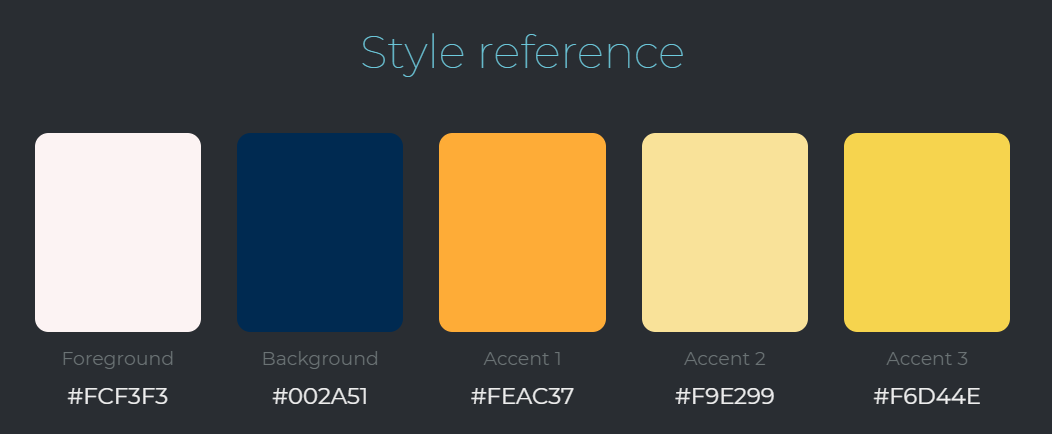 Style reference
Foreground Background Accent 1 Accent 2 Accent 3
#FCF3F3 #002A51 #FEAC37 #F9E299 #F6D44E